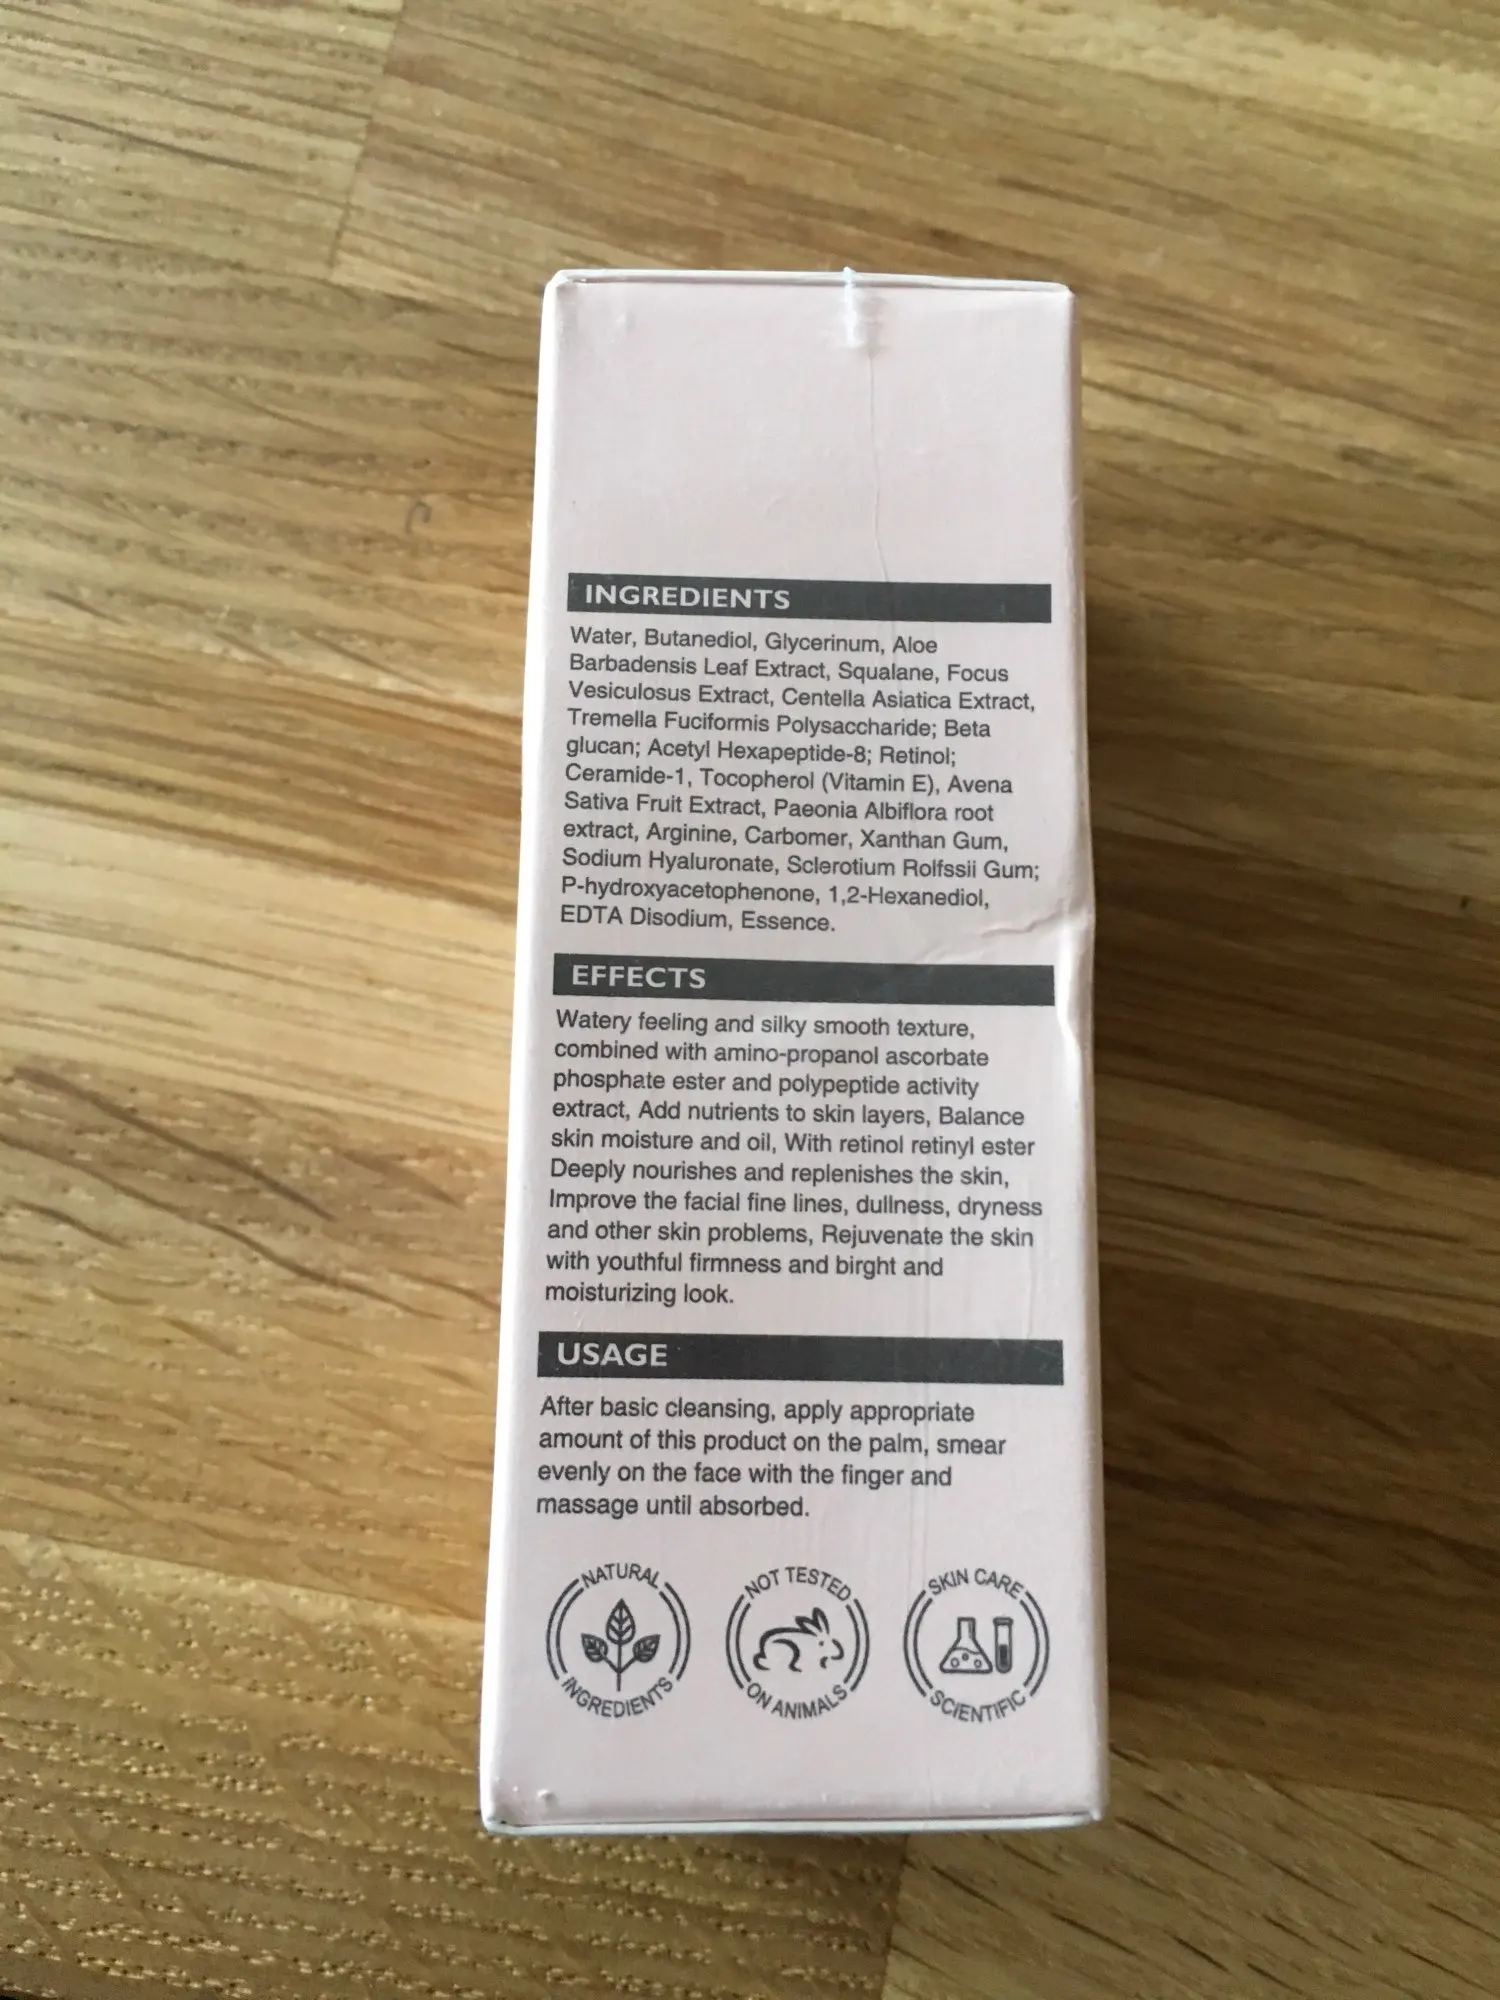 INGREDIENTS
Water, Butanediol, Glycerinum, Aloe
Barbadensis Leaf Extract, Squalane, Focus
Vesiculosus Extract, Centella Asiatica Extract,
Tremella Fuciformis Polysaccharide; Beta
glucan; Acetyl Hexapeptide-8; Retinol;
Ceramide-1, Tocopherol (Vitamin E), Avena
Sativa Fruit Extract, Paeonia Albiflora root
extract, Arginine, Carbomer, Xanthan Gum,
Sodium Hyaluronate, Sclerotium Rolfssii Gum;
P-hydroxyacetophenone, 1,2-Hexanediol,
EDTA Disodium, Essence.
EFFECTS
Watery feeling and silky smooth texture,
combined with amino-propanol ascorbate
phosphate ester and polypeptide activity
extract, Add nutrients to skin layers, Balance
skin moisture and oil, With retinol retinyl ester
Deeply nourishes and replenishes the skin,
Improve the facial fine lines, dullness, dryness
and other skin problems, Rejuvenate the skin
with youthful firmness and birght and
moisturizing look.
USAGE
After basic cleansing, apply appropriate
amount of this product on the palm, smear
evenly on the face with the finger and
massage until absorbed.
NATURAL
INGREDIENTS
NOT TESTED
ON ANIMALS
SKIN CARE
SCIENTIFIC